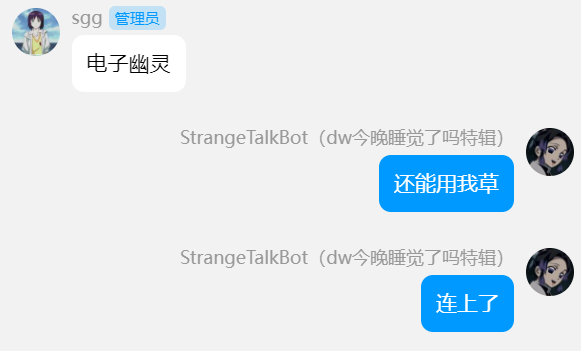 sgg 管理员
电子幽灵
StrangeTalkBot（dw今晚睡觉了吗特辑）
还能用我草
StrangeTalkBot（dw今晚睡觉了吗特辑）
连上了